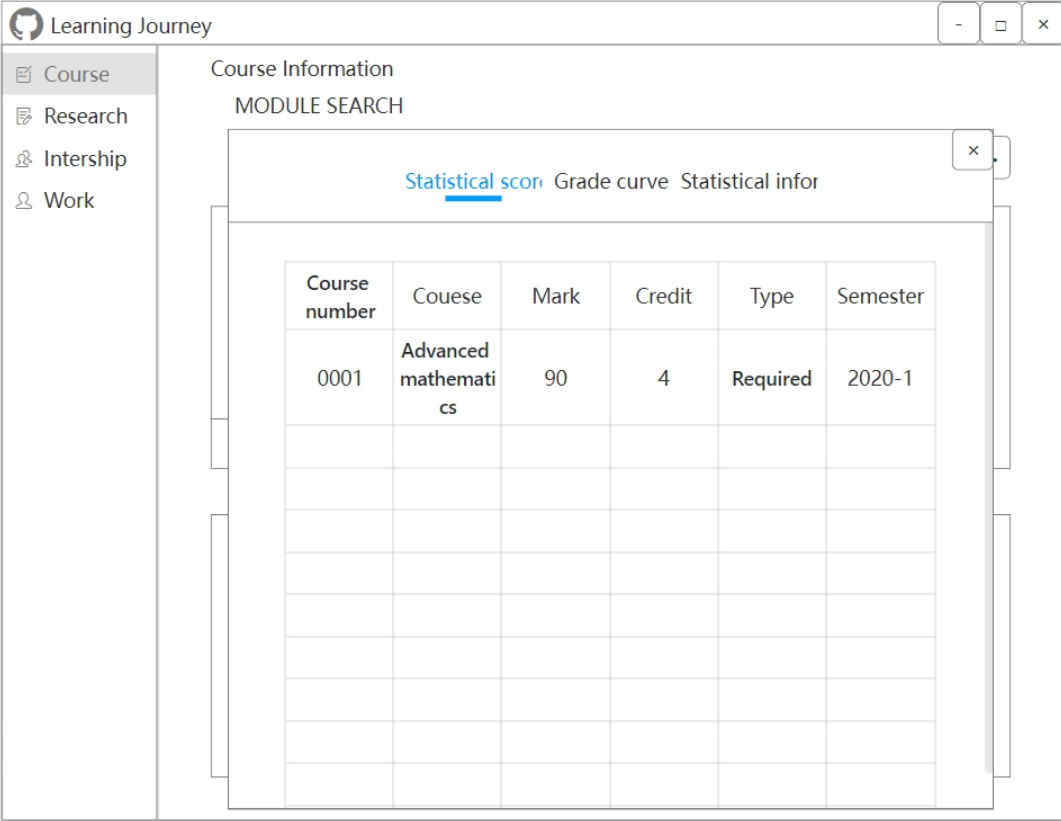 Learning Journey
Course
Research
Intership
Work
Course Information
MODULE SEARCH
Statistical scor Grade curve Statistical infor
Course
number
Couese
Mark
Credit
Type
Semester
0001
Advanced
mathemati
cs
90
4
Required
2020-1